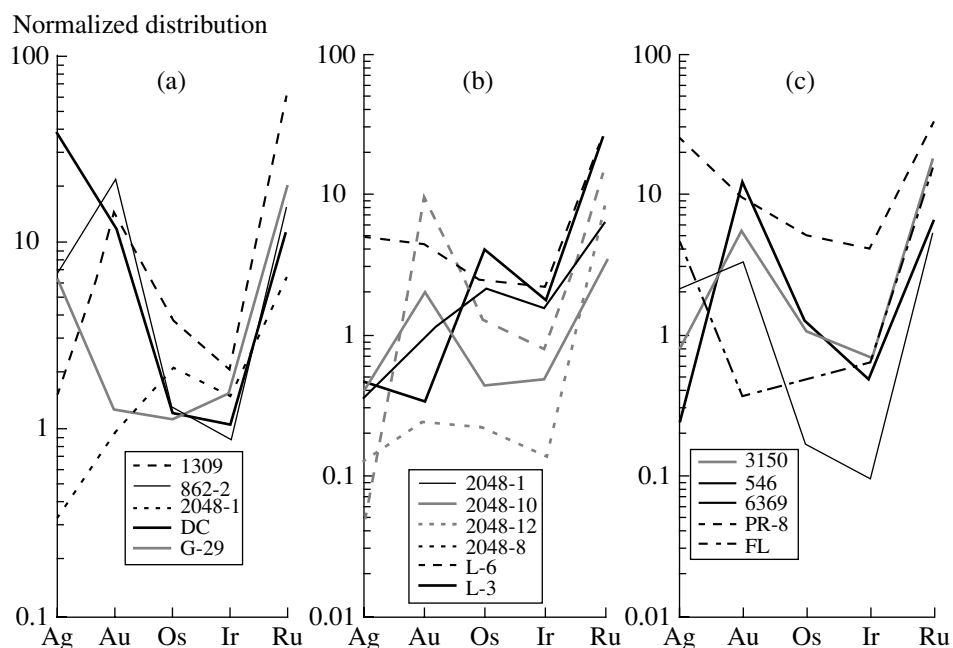 Normalized distribution
100
10
1
0.1
(a)
1309
862-2
2048-1
DC
G-29
Ag Au Os Ir Ru
100
10
1
0.1
0.01
(b)
2048-1
2048-10
2048-12
2048-8
L-6
L-3
Ag Au Os Ir Ru
100
10
1
0.1
0.01
(c)
3150
546
6369
PR-8
FL
Ag Au Os Ir Ru